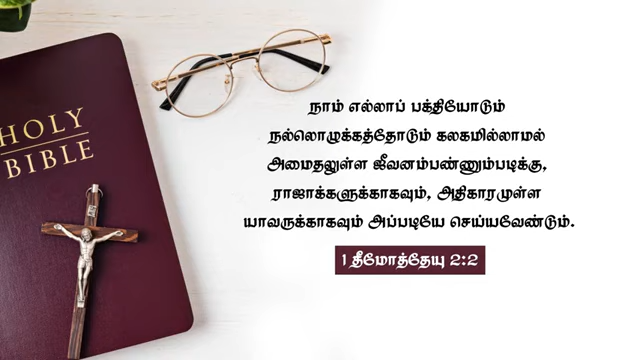 HOLY
BIBLE
நாம் எல்லாப் பக்தியோடும்
நல்லொழுக்கத்தோடும் கலகமில்லாமல்
அமைதலுள்ள ஜீவனம்பண்ணும்படிக்கு,
ராஜாக்களுக்காகவும், அதிகாரமுள்ள
யாவருக்காகவும் அப்படியே செய்யவேண்டும்.
1 தீமோத்தேயு 2:2